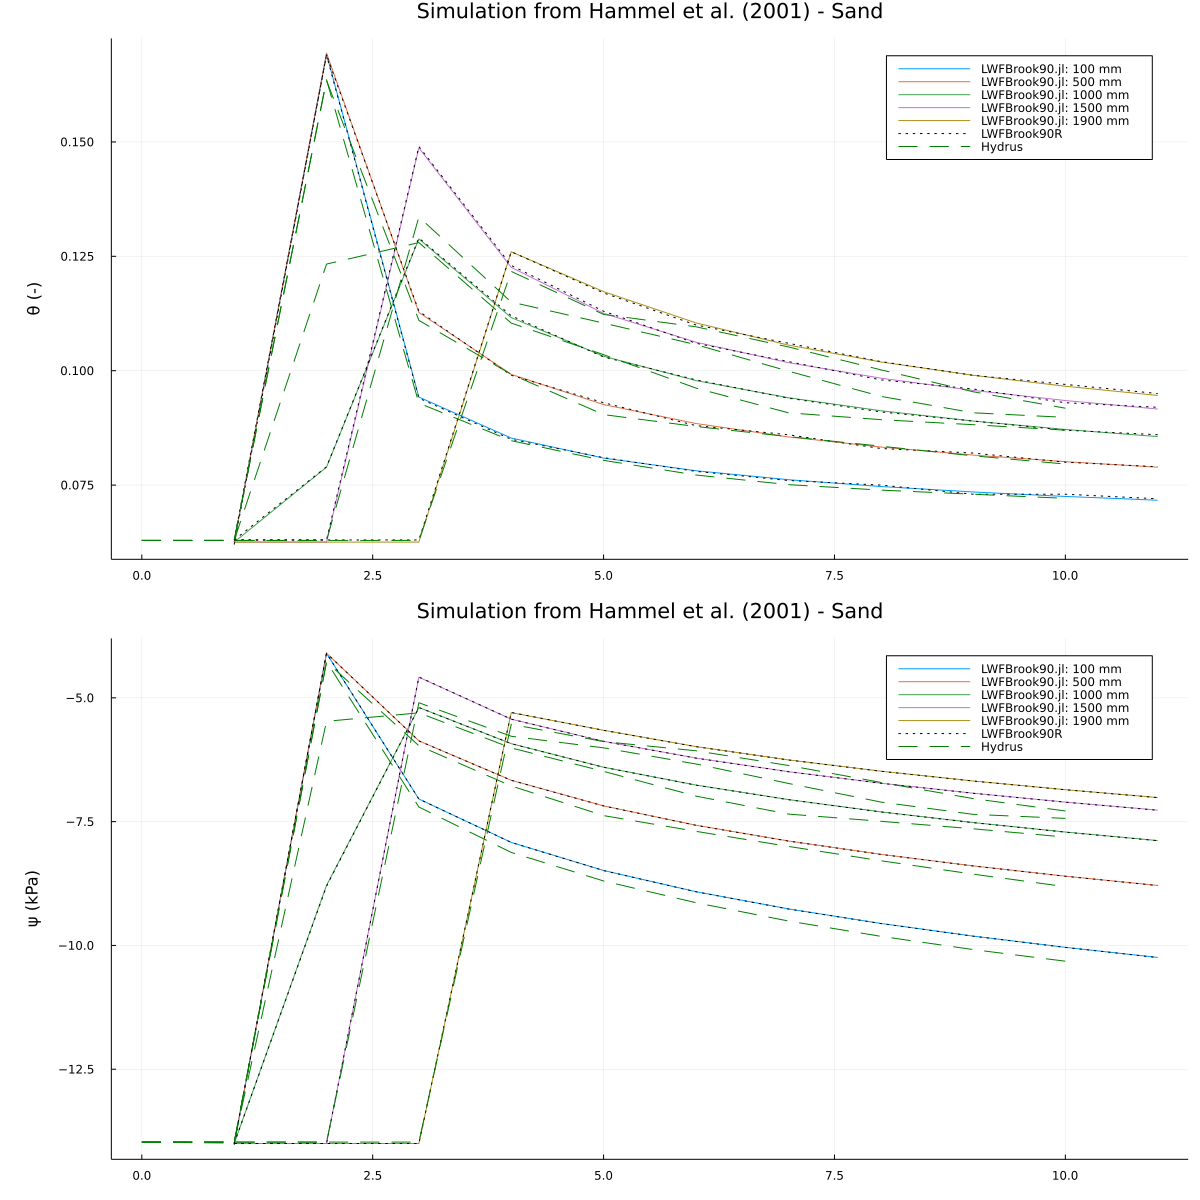 Simulation from Hammel et al. (2001) - Sand
LWFBrook90.jl: 100 mm
LWFBrook90.jl: 500 mm
LWFBrook90.jl: 1000 mm
LWFBrook90.jl: 1500 mm
LWFBrook90.jl: 1900 mm
LWFBrook90R
Hydrus
0.150
0.125
θ (-)
0.100
0.075
0.0 2.5 5.0 7.5 10.0
Simulation from Hammel et al. (2001) - Sand
LWFBrook90.jl: 100 mm
LWFBrook90.jl: 500 mm
LWFBrook90.jl: 1000 mm
LWFBrook90.jl: 1500 mm
LWFBrook90.jl: 1900 mm
LWFBrook90R
Hydrus
−5.0
−7.5
ψ (kPa)
−10.0
−12.5
0.0 2.5 5.0 7.5 10.0